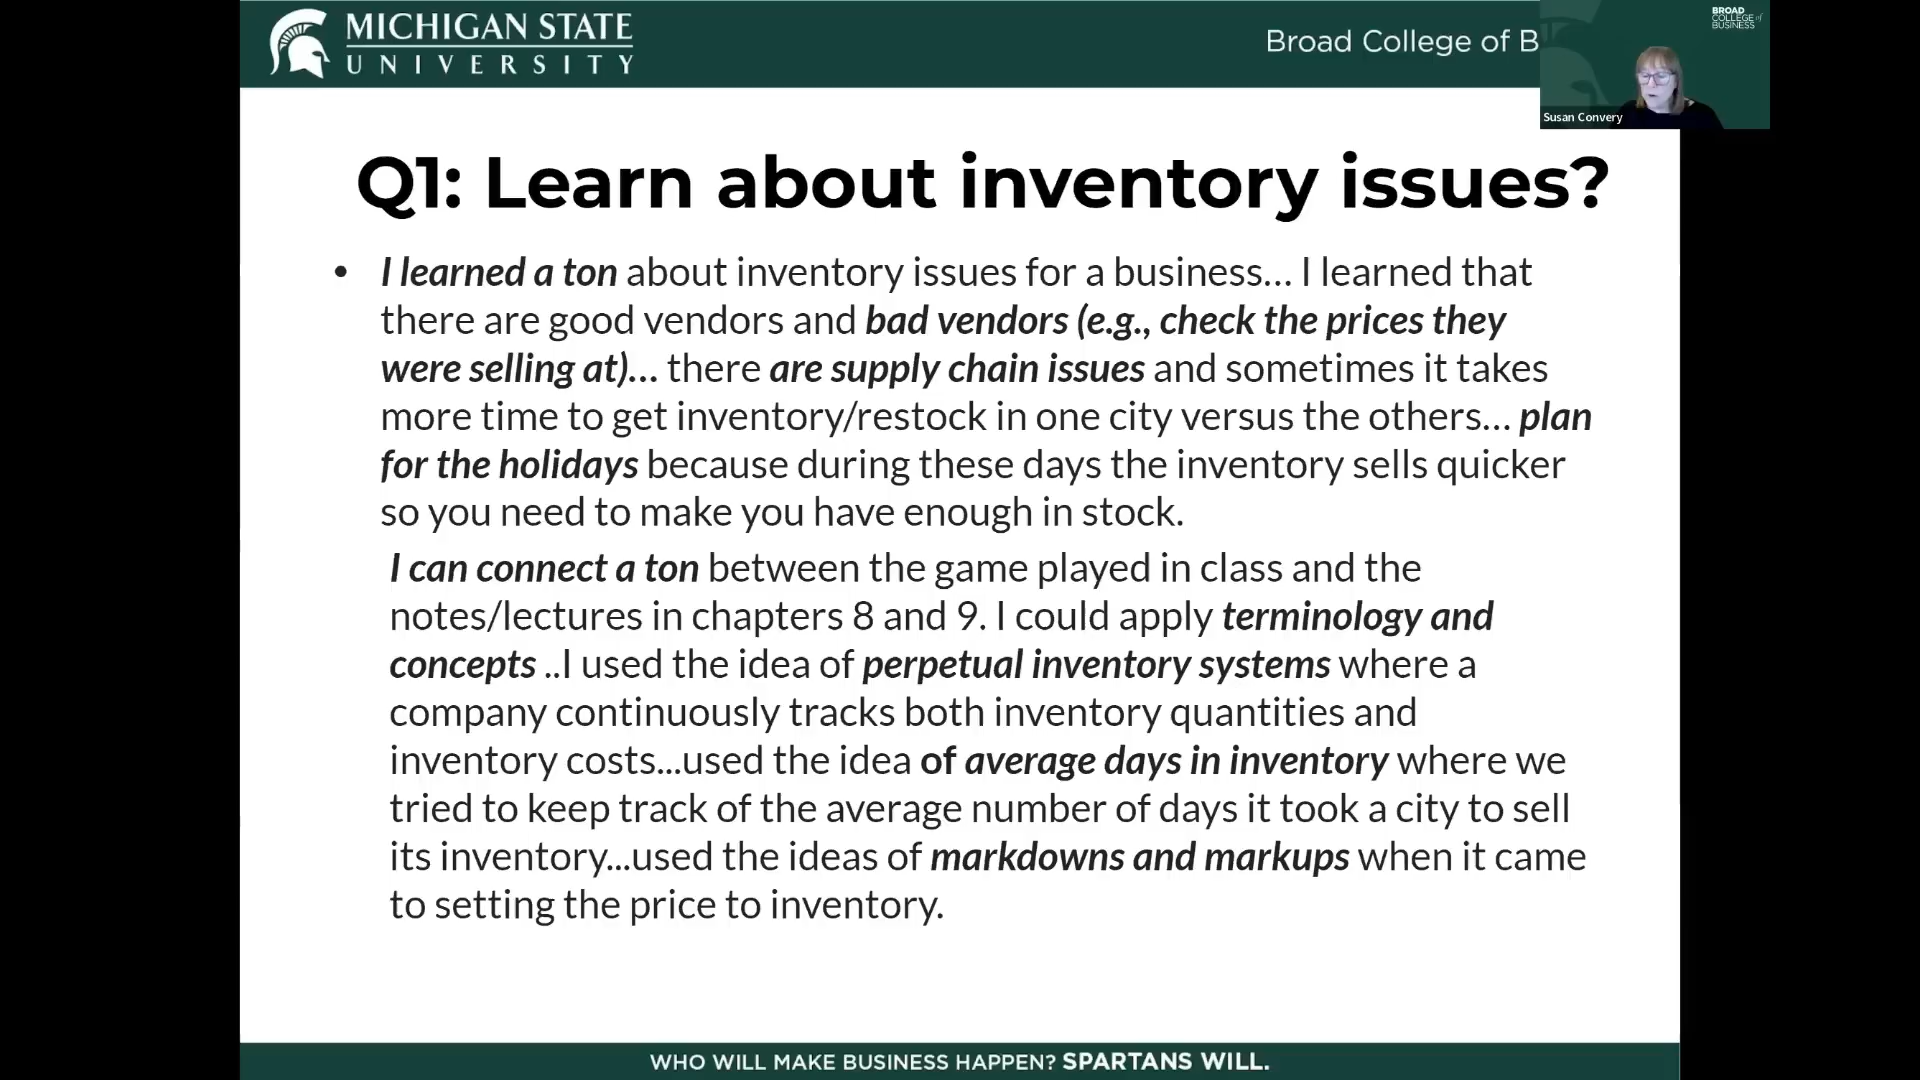 MICHIGAN STATE
UNIVERSITY
Broad College of B
BROAD
COLLEGE of
BUSINESS
Susan Convery
Q1: Learn about inventory issues?
• I learned a ton about inventory issues for a business... I learned that
there are good vendors and bad vendors (e.g., check the prices they
were selling at)... there are supply chain issues and sometimes it takes
more time to get inventory/restock in one city versus the others... plan
for the holidays because during these days the inventory sells quicker
so you need to make you have enough in stock.
I can connect a ton between the game played in class and the
notes/lectures in chapters 8 and 9. I could apply terminology and
concepts ..I used the idea of perpetual inventory systems where a
company continuously tracks both inventory quantities and
inventory costs...used the idea of average days in inventory where we
tried to keep track of the average number of days it took a city to sell
its inventory...used the ideas of markdowns and markups when it came
to setting the price to inventory.
WHO WILL MAKE BUSINESS HAPPEN? SPARTANS WILL.